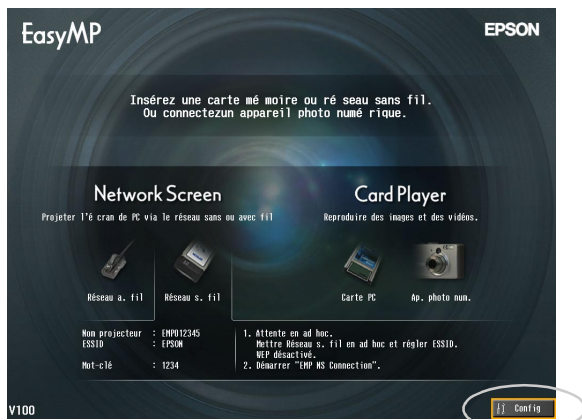 EasyMP
EPSON
Insérez une carte mé moire ou ré seau sans fil.
Ou connectezun appareil photo numé rique.
Network Screen
Projeter l'é cran de PC via le réseau sans ou avec fil
Card Player
Reproduire des images et des vidéos.
Réseau a. fil
Réseau s. fil
Carte PC
Ap. photo num.
Nom projecteur : EMP012345
ESSID : EPSON
Mot-clé : 1234
1. Attente en ad hoc.
Mettre Réseau s. fil en ad hoc et régler ESSID.
WEP désactivé.
2. Démarrer "EMP NS Connection".
V100
Config